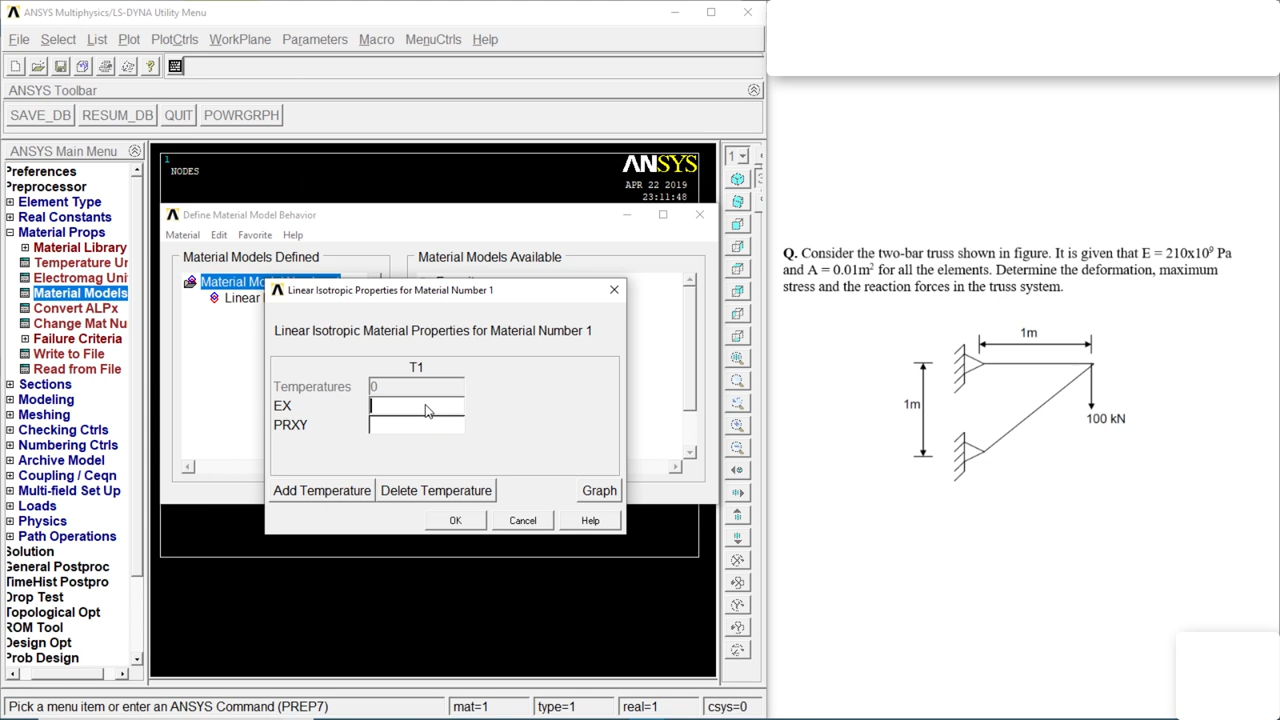 ANSYS Multiphysics/LS-DYNA Utility Menu
File Select List Plot PlotCtrls WorkPlane Parameters Macro MenuCtrls Help
ANSYS Toolbar
SAVE_DB RESUM_DB QUIT POWRGRPH
ANSYS Main Menu
Preferences
Preprocessor
Element Type
Real Constants
Material Props
Material Library
Temperature Un
Electromag Unit
Material Models
Convert ALPx
Change Mat Nu
Failure Criteria
Write to File
Read from File
Sections
Modeling
Meshing
Checking Ctrls
Numbering Ctrls
Archive Model
Coupling / Ceqn
Multi-field Set Up
Loads
Physics
Path Operations
Solution
General Postproc
TimeHist Postpro
Drop Test
Topological Opt
ROM Tool
Design Opt
Prob Design
1
NODES
ANSYS
APR 22 2019
23:11:48
1
Define Material Model Behavior
Material Edit Favorite Help
Material Models Defined
Material Models Available
Material Mo
Linear I
Linear Isotropic Properties for Material Number 1
Linear Isotropic Material Properties for Material Number 1
T1
Temperatures 0
EX
PRXY
Add Temperature Delete Temperature Graph
OK Cancel Help
Pick a menu item or enter an ANSYS Command (PREP7) mat=1 type=1 real=1 csys=0
Q. Consider the two-bar truss shown in figure. It is given that E = 210x10⁹ Pa
and A = 0.01m² for all the elements. Determine the deformation, maximum
stress and the reaction forces in the truss system.
1m
1m
100 kN